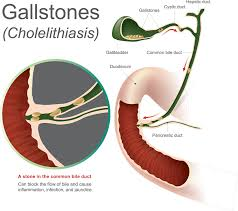 Gallstones
(Cholelithiasis)
Gallstones
Hepatic duct
Cystic duct
Gallbladder
Common bile duct
Duodenum
Pancreatic duct
A stone in the common bile duct
Can block the flow of bile and cause
inflammation, infection, and jaundice.